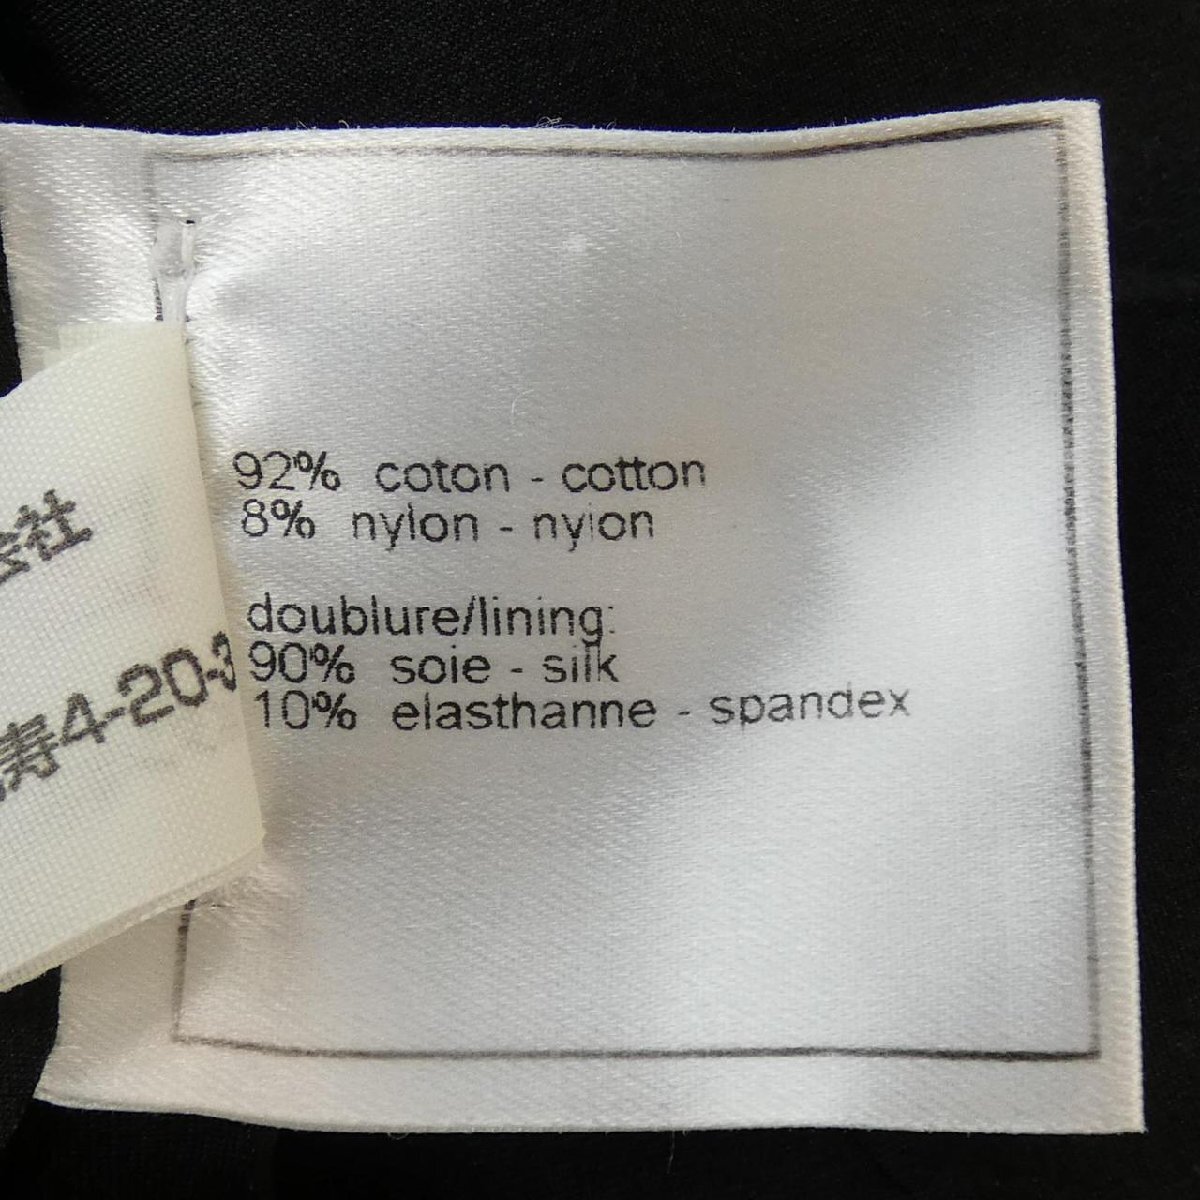 92% coton - cotton
8% nylon - nylon
doublure/lining:
90% soie - silk
10% elasthanne - spandex
会社
寿4-20-3